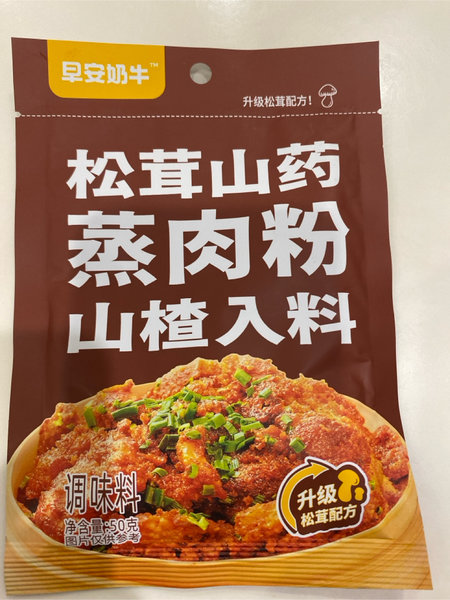 早安奶牛™
升级松茸配方!
松茸山药
蒸肉粉
山楂入料
调味料
净含量:50克
图片仅供参考
升级
松茸配方